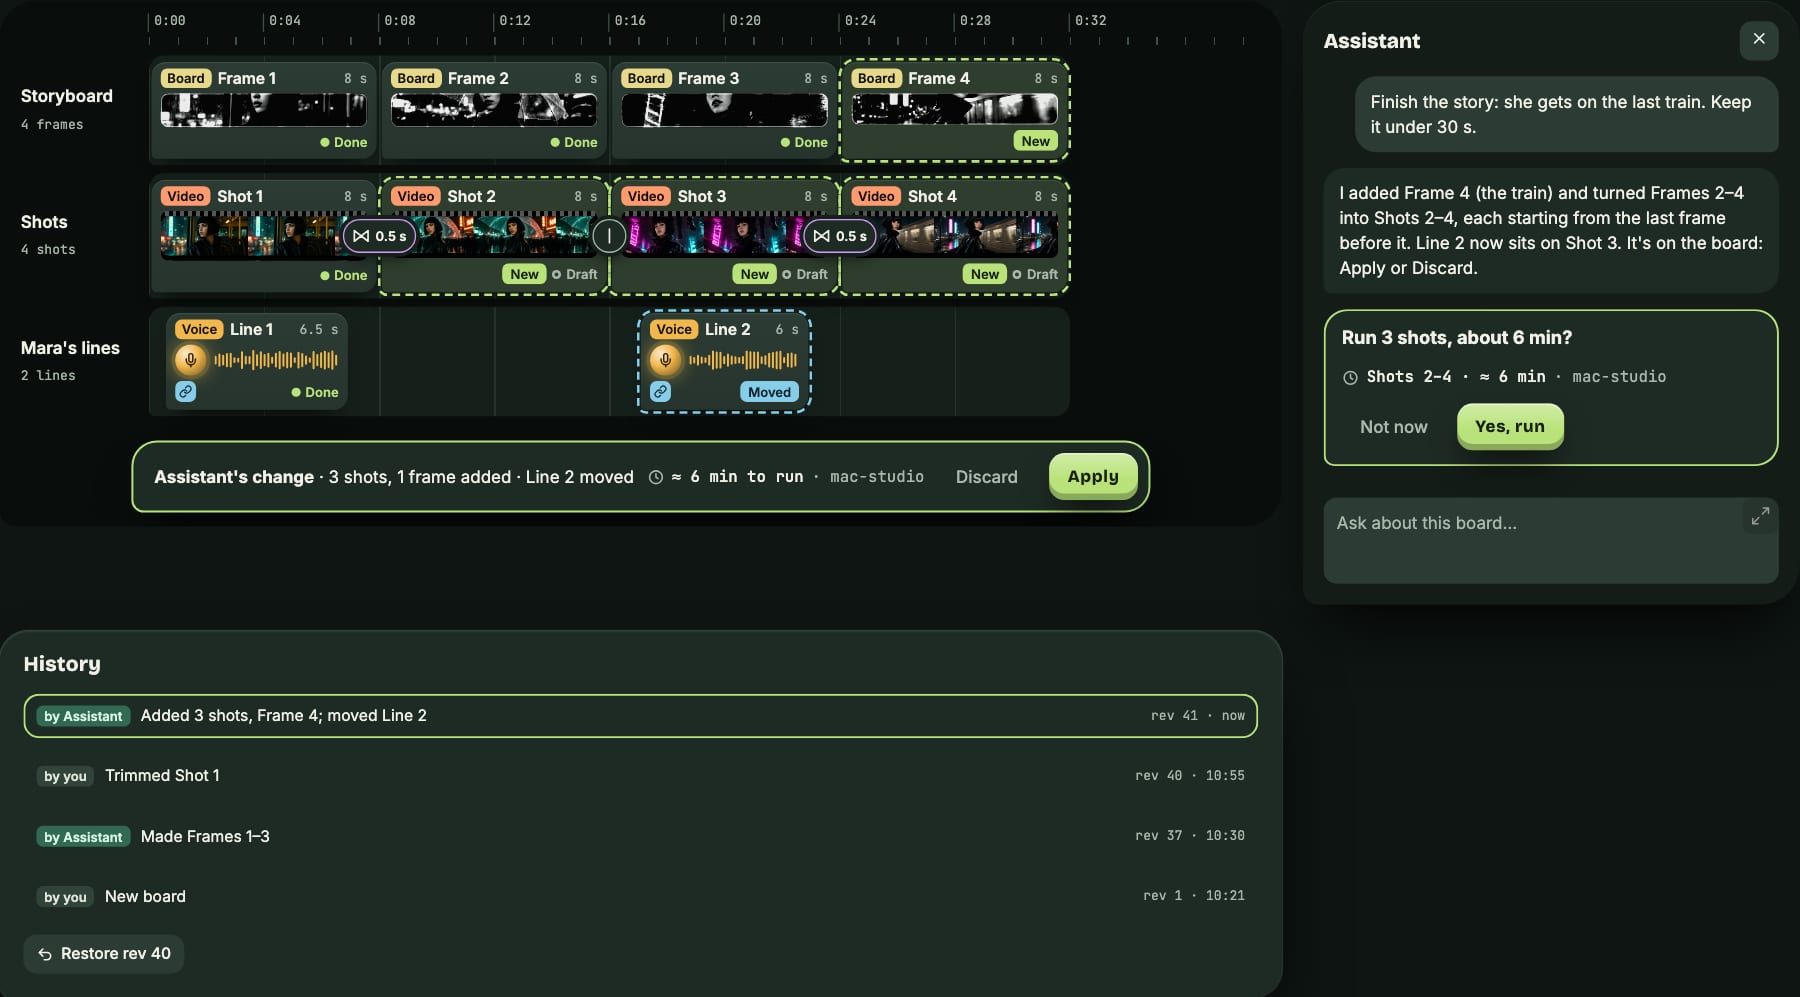 0:00 0:04 0:08 0:12 0:16 0:20 0:24 0:28 0:32
Storyboard
4 frames
Board Frame 1 8 s
Done
Board Frame 2 8 s
Done
Board Frame 3 8 s
Done
Board Frame 4 8 s
New
Shots
4 shots
Video Shot 1 8 s
Done
0.5 s
Video Shot 2 8 s
New Draft
Video Shot 3 8 s
New Draft
0.5 s
Video Shot 4 8 s
New Draft
Mara's lines
2 lines
Voice Line 1 6.5 s
Done
Voice Line 2 6 s
Moved
Assistant's change · 3 shots, 1 frame added · Line 2 moved ≈ 6 min to run · mac-studio Discard Apply
Assistant
Finish the story: she gets on the last train. Keep
it under 30 s.
I added Frame 4 (the train) and turned Frames 2–4
into Shots 2–4, each starting from the last frame
before it. Line 2 now sits on Shot 3. It's on the board:
Apply or Discard.
Run 3 shots, about 6 min?
Shots 2–4 · ≈ 6 min · mac-studio
Not now Yes, run
Ask about this board...
History
by Assistant Added 3 shots, Frame 4; moved Line 2 rev 41 · now
by you Trimmed Shot 1 rev 40 · 10:55
by Assistant Made Frames 1–3 rev 37 · 10:30
by you New board rev 1 · 10:21
Restore rev 40